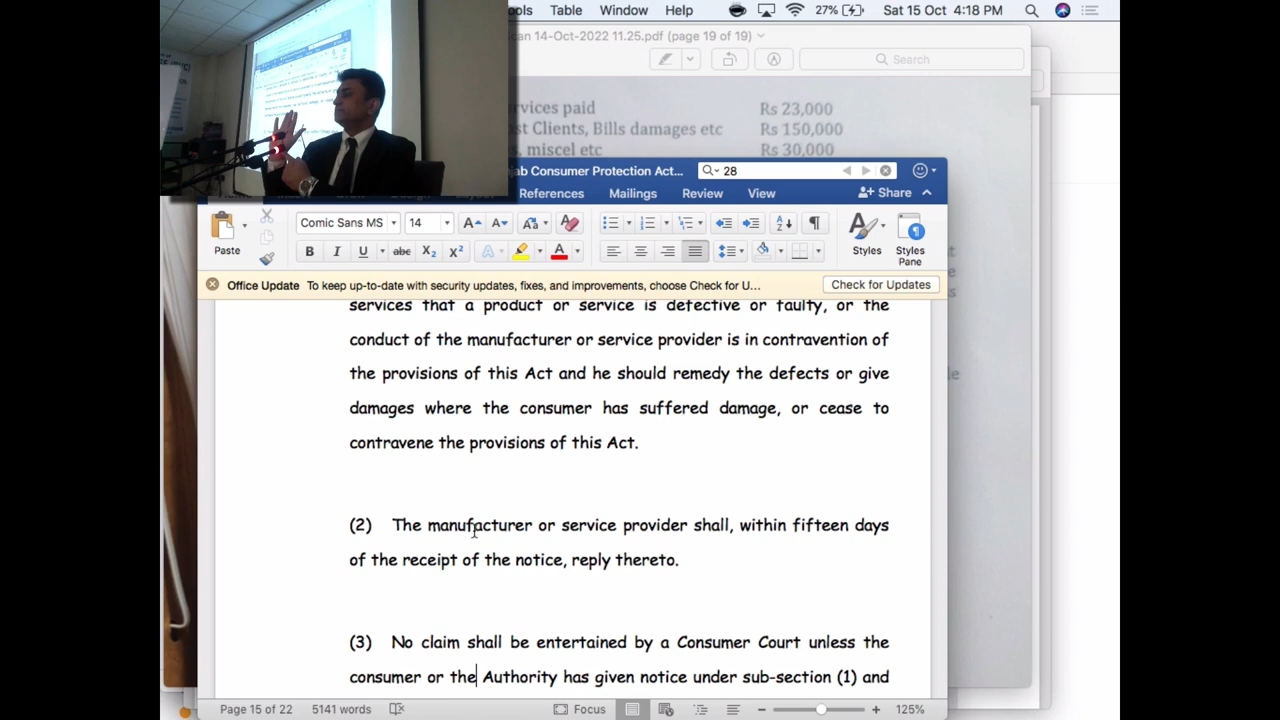 ools Table Window Help 27% Sat 15 Oct 4:18 PM
Scan 14-Oct-2022 11.25.pdf (page 19 of 19)
Search
ervices paid Rs 23,000
ost Clients, Bills damages etc Rs 150,000
, miscel etc Rs 30,000
jab Consumer Protection Act... 28
References Mailings Review View Share
Paste Comic Sans MS 14 Styles Styles Pane
Office Update To keep up-to-date with security updates, fixes, and improvements, choose Check for U... Check for Updates
services that a product or service is defective or faulty, or the
conduct of the manufacturer or service provider is in contravention of
the provisions of this Act and he should remedy the defects or give
damages where the consumer has suffered damage, or cease to
contravene the provisions of this Act.
(2) The manufacturer or service provider shall, within fifteen days
of the receipt of the notice, reply thereto.
(3) No claim shall be entertained by a Consumer Court unless the
consumer or the Authority has given notice under sub-section (1) and
Page 15 of 22 5141 words Focus 125%